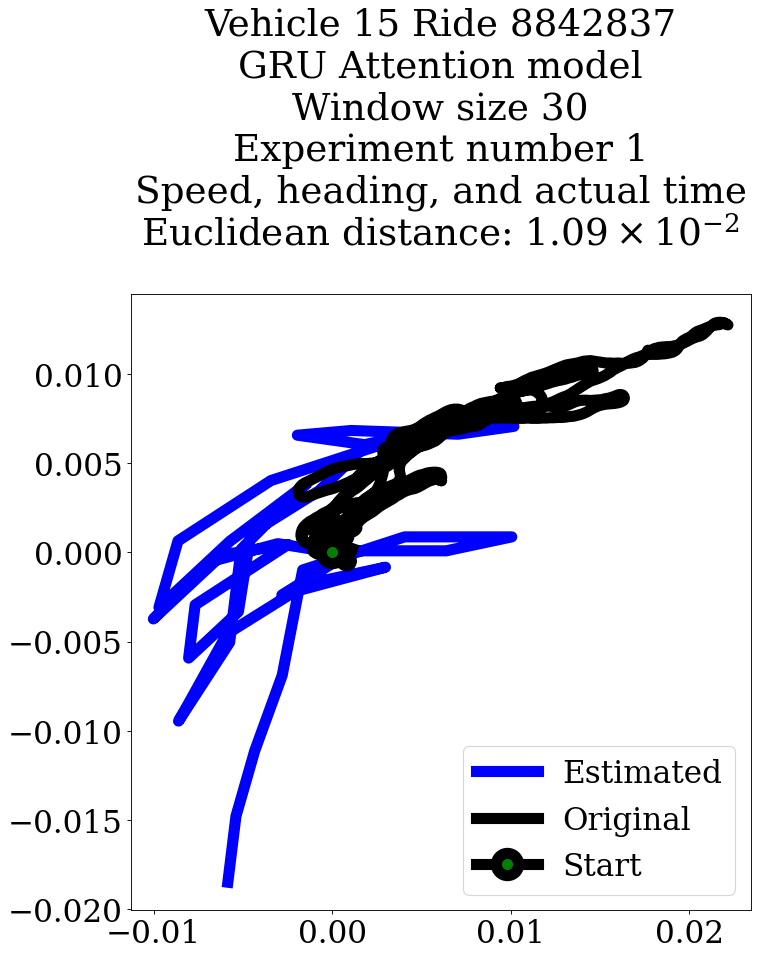 Vehicle 15 Ride 8842837
GRU Attention model
Window size 30
Experiment number 1
Speed, heading, and actual time
Euclidean distance: 1.09 × 10⁻²
0.010
0.005
0.000
−0.005
−0.010
−0.015
−0.020
−0.01 0.00 0.01 0.02
Estimated
Original
Start